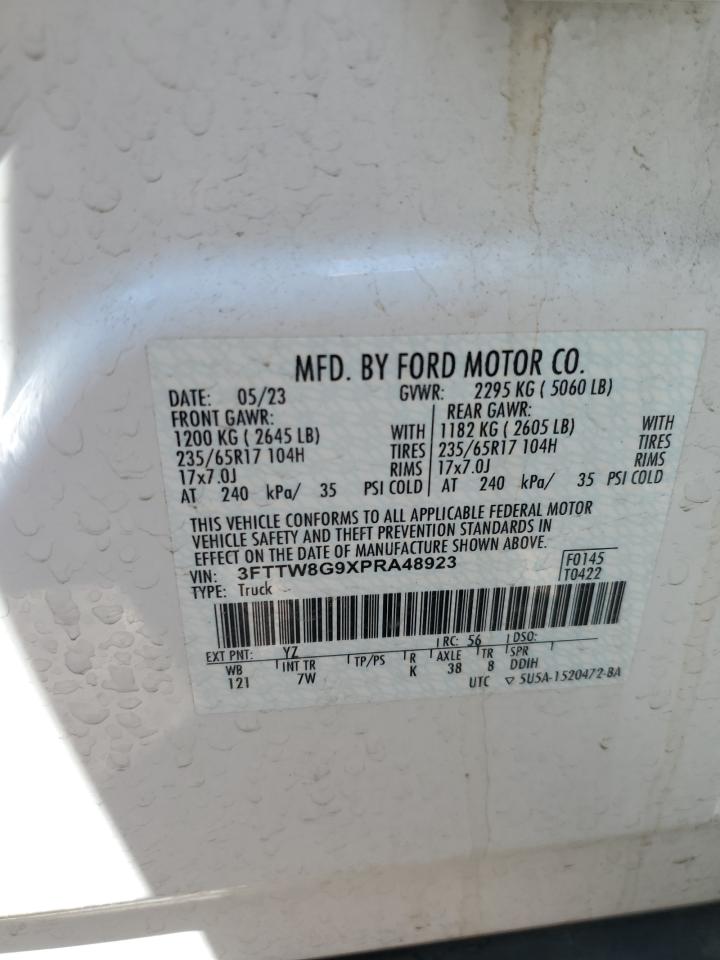 MFD. BY FORD MOTOR CO.
DATE: 05/23 GVWR: 2295 KG ( 5060 LB)
FRONT GAWR: REAR GAWR:
1200 KG ( 2645 LB) WITH 1182 KG ( 2605 LB) WITH
235/65R17 104H TIRES 235/65R17 104H TIRES
17x7.0J RIMS 17x7.0J RIMS
AT 240 kPa/ 35 PSI COLD AT 240 kPa/ 35 PSI COLD
THIS VEHICLE CONFORMS TO ALL APPLICABLE FEDERAL MOTOR
VEHICLE SAFETY AND THEFT PREVENTION STANDARDS IN
EFFECT ON THE DATE OF MANUFACTURE SHOWN ABOVE.
VIN: 3FTTW8G9XPRA48923 F0145
TYPE: Truck T0422
EXT PNT: YZ RC: 56 DSO:
WB INT TR TP/PS R AXLE TR SPR
121 7W K 38 8 DDIH
UTC ▽ 5U5A-1520472-BA